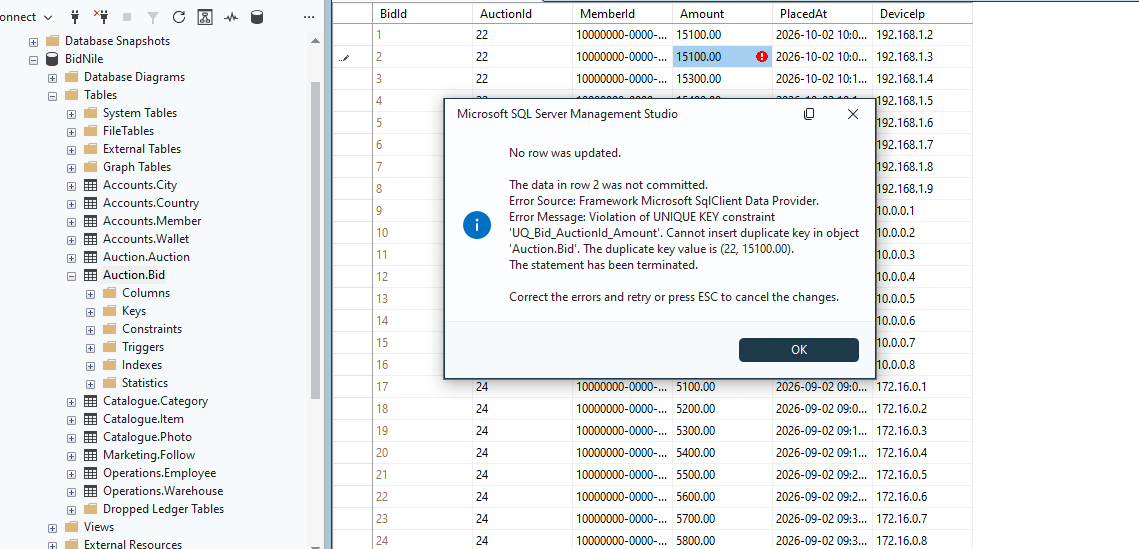 onnect
Database Snapshots
BidNile
Database Diagrams
Tables
System Tables
FileTables
External Tables
Graph Tables
Accounts.City
Accounts.Country
Accounts.Member
Accounts.Wallet
Auction.Auction
Auction.Bid
Columns
Keys
Constraints
Triggers
Indexes
Statistics
Catalogue.Category
Catalogue.Item
Catalogue.Photo
Marketing.Follow
Operations.Employee
Operations.Warehouse
Dropped Ledger Tables
Views
External Resources
BidId AuctionId MemberId Amount PlacedAt DeviceIp
1 22 10000000-0000-... 15100.00 2026-10-02 10:0... 192.168.1.2
2 22 10000000-0000-... 15100.00 2026-10-02 10:0... 192.168.1.3
3 22 10000000-0000-... 15300.00 2026-10-02 10:1... 192.168.1.4
4 192.168.1.5
5 192.168.1.6
6 192.168.1.7
7 192.168.1.8
8 192.168.1.9
9 10.0.0.1
10 10.0.0.2
11 10.0.0.3
12 10.0.0.4
13 10.0.0.5
14 10.0.0.6
15 10.0.0.7
16 10.0.0.8
17 24 10000000-0000-... 5100.00 2026-09-02 09:0... 172.16.0.1
18 24 10000000-0000-... 5200.00 2026-09-02 09:0... 172.16.0.2
19 24 10000000-0000-... 5300.00 2026-09-02 09:1... 172.16.0.3
20 24 10000000-0000-... 5400.00 2026-09-02 09:1... 172.16.0.4
21 24 10000000-0000-... 5500.00 2026-09-02 09:2... 172.16.0.5
22 24 10000000-0000-... 5600.00 2026-09-02 09:2... 172.16.0.6
23 24 10000000-0000-... 5700.00 2026-09-02 09:3... 172.16.0.7
24 24 10000000-0000-... 5800.00 2026-09-02 09:3... 172.16.0.8
Microsoft SQL Server Management Studio
No row was updated.
The data in row 2 was not committed.
Error Source: Framework Microsoft SqlClient Data Provider.
Error Message: Violation of UNIQUE KEY constraint
'UQ_Bid_AuctionId_Amount'. Cannot insert duplicate key in object
'Auction.Bid'. The duplicate key value is (22, 15100.00).
The statement has been terminated.
Correct the errors and retry or press ESC to cancel the changes.
OK